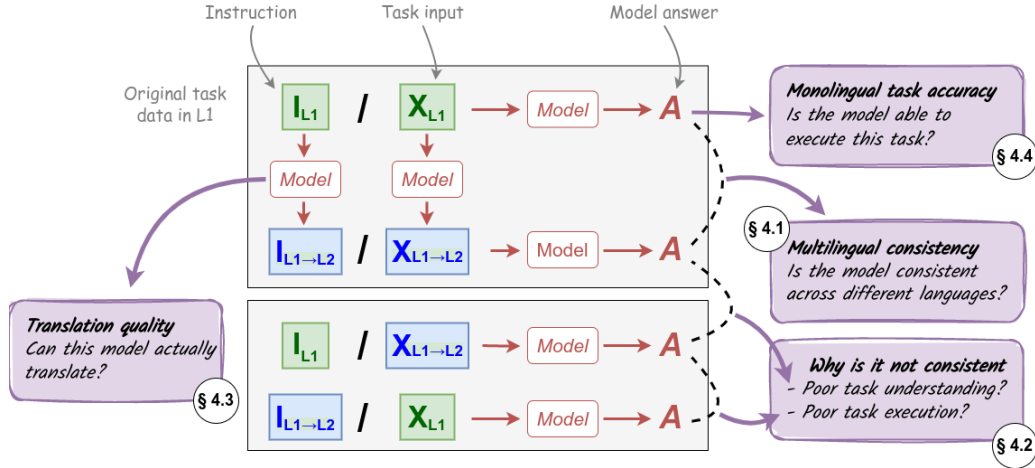 Instruction
Task input
Model answer
Original task
data in L1
I L1 / X L1 Model A
Model Model
I L1→L2 / X L1→L2 Model A
I L1 / X L1→L2 Model A
I L1→L2 / X L1 Model A
Monolingual task accuracy
Is the model able to
execute this task?
§ 4.4
§ 4.1
Multilingual consistency
Is the model consistent
across different languages?
Translation quality
Can this model actually
translate?
§ 4.3
Why is it not consistent
- Poor task understanding?
- Poor task execution?
§ 4.2